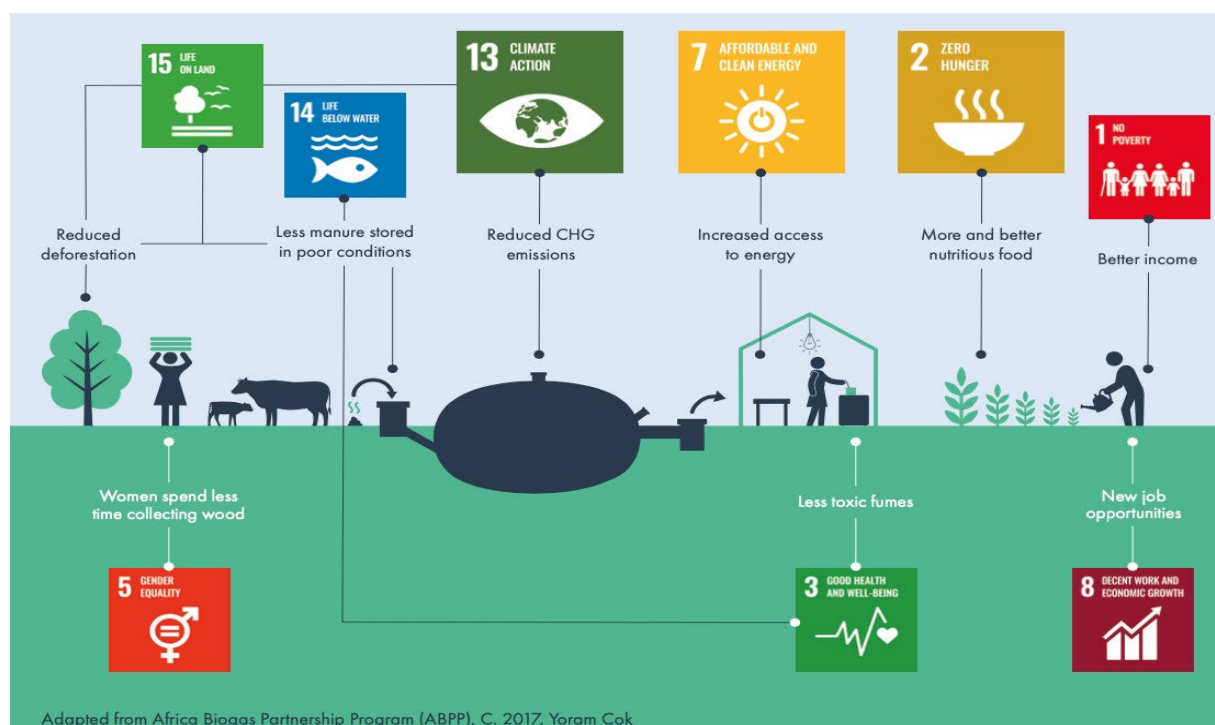 15 LIFE
ON LAND
14 LIFE
BELOW WATER
13 CLIMATE
ACTION
7 AFFORDABLE AND
CLEAN ENERGY
2 ZERO
HUNGER
1 NO
POVERTY
Reduced
deforestation
Less manure stored
in poor conditions
Reduced CHG
emissions
Increased access
to energy
More and better
nutritious food
Better income
Women spend less
time collecting wood
Less toxic fumes
New job
opportunities
5 GENDER
EQUALITY
3 GOOD HEALTH
AND WELL-BEING
8 DECENT WORK AND
ECONOMIC GROWTH
Adapted from Africa Biogas Partnership Program (ABPP), C. 2017, Yoram Cok